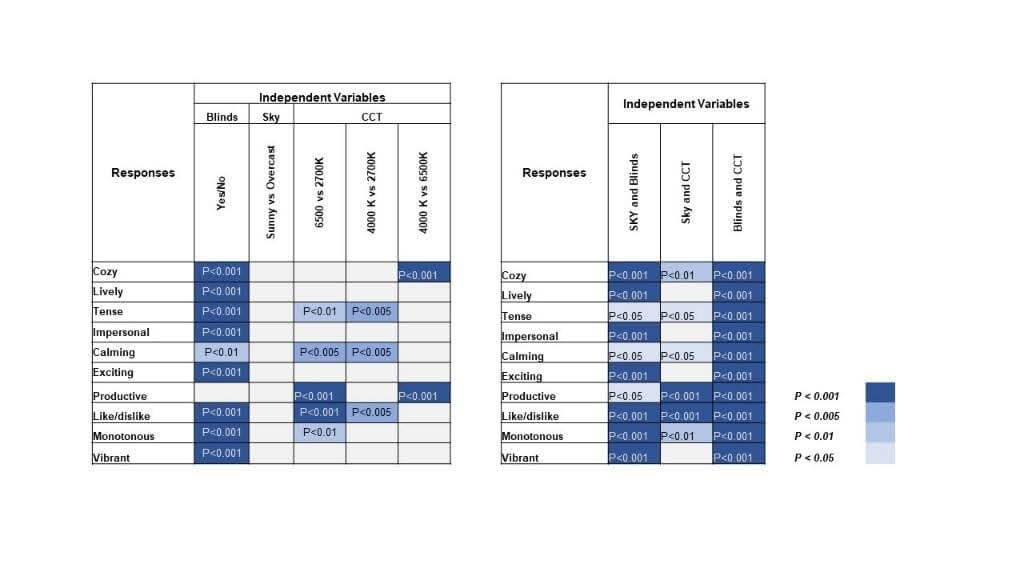 Independent Variables
Blinds Sky CCT
Responses Yes/No Sunny vs Overcast 6500 vs 2700K 4000 K vs 2700K 4000 K vs 6500K
Cozy P<0.001 P<0.001
Lively P<0.001
Tense P<0.001 P<0.01 P<0.005
Impersonal P<0.001
Calming P<0.01 P<0.005 P<0.005
Exciting P<0.001
Productive P<0.001 P<0.001
Like/dislike P<0.001 P<0.001 P<0.005
Monotonous P<0.001 P<0.01
Vibrant P<0.001
Independent Variables
Responses SKY and Blinds Sky and CCT Blinds and CCT
Cozy P<0.001 P<0.01 P<0.001
Lively P<0.001 P<0.001
Tense P<0.05 P<0.05 P<0.001
Impersonal P<0.001 P<0.001
Calming P<0.05 P<0.05 P<0.001
Exciting P<0.001 P<0.001
Productive P<0.05 P<0.001 P<0.001
Like/dislike P<0.001 P<0.001 P<0.001
Monotonous P<0.001 P<0.01 P<0.001
Vibrant P<0.001 P<0.001
P < 0.001
P < 0.005
P < 0.01
P < 0.05